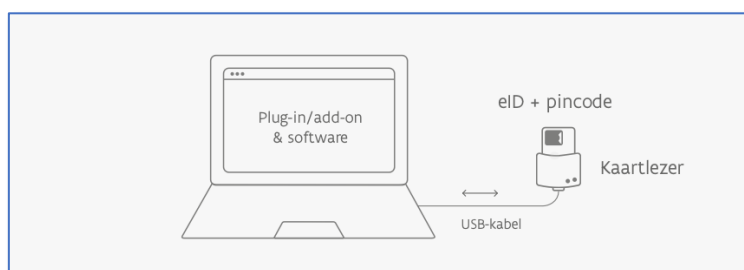 Plug-in/add-on
& software
eID + pincode
Kaartlezer
USB-kabel